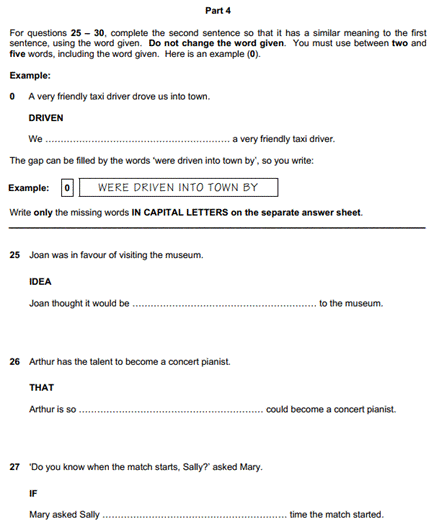 Part 4
For questions 25 – 30, complete the second sentence so that it has a similar meaning to the first
sentence, using the word given. Do not change the word given. You must use between two and
five words, including the word given. Here is an example (0).
Example:
0 A very friendly taxi driver drove us into town.
DRIVEN
We ................................................................ a very friendly taxi driver.
The gap can be filled by the words ‘were driven into town by’, so you write:
Example: 0 WERE DRIVEN INTO TOWN BY
Write only the missing words IN CAPITAL LETTERS on the separate answer sheet.
25 Joan was in favour of visiting the museum.
IDEA
Joan thought it would be ................................................................ to the museum.
26 Arthur has the talent to become a concert pianist.
THAT
Arthur is so ................................................................ could become a concert pianist.
27 ‘Do you know when the match starts, Sally?’ asked Mary.
IF
Mary asked Sally ................................................................ time the match started.